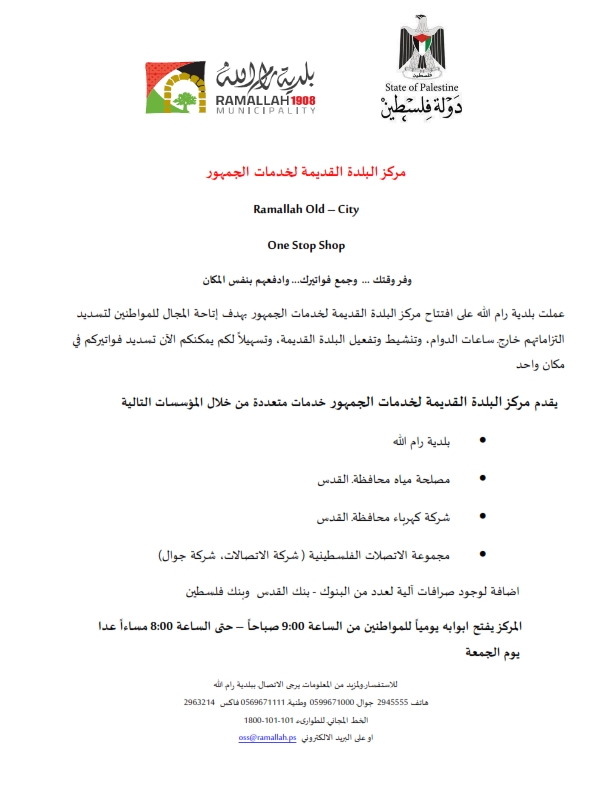 بلدية رام الله
RAMALLAH 1908
MUNICIPALITY
فلسطين
State of Palestine
دَوْلَة فِلَسْطِين
مركز البلدة القديمة لخدمات الجمهور
Ramallah Old – City
One Stop Shop
وفر وقتك ... وجمع فواتيرك... وادفعهم بنفس المكان
عملت بلدية رام الله على افتتاح مركز البلدة القديمة لخدمات الجمهور بهدف إتاحة المجال للمواطنين لتسديد
التزاماتهم خارج ساعات الدوام، وتنشيط وتفعيل البلدة القديمة، وتسهيلاً لكم يمكنكم الآن تسديد فواتيركم في
مكان واحد
يقدم مركز البلدة القديمة لخدمات الجمهور خدمات متعددة من خلال المؤسسات التالية
• بلدية رام الله
• مصلحة مياه محافظة القدس
• شركة كهرباء محافظة القدس
• مجموعة الاتصلات الفلسطينية ( شركة الاتصالات، شركة جوال)
اضافة لوجود صرافات آلية لعدد من البنوك - بنك القدس وبنك فلسطين
المركز يفتح ابوابه يومياً للمواطنين من الساعة 9:00 صباحاً – حتى الساعة 8:00 مساءاً عدا
يوم الجمعة
للاستفسار ولمزيد من المعلومات يرجى الاتصال ببلدية رام الله
هاتف 2945555 جوال 0599671000 وطنية 0569671111 فاكس 2963214
الخط المجاني للطوارىء 101-101-1800
او على البريد الالكتروني oss@ramallah.ps